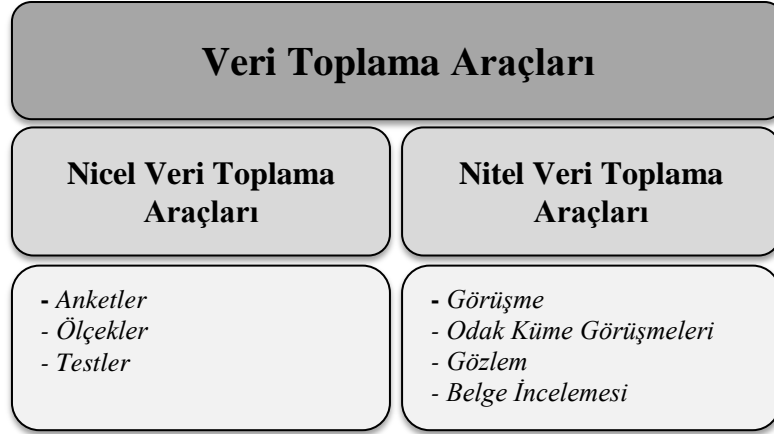 Veri Toplama Araçları
Nicel Veri Toplama
Araçları
Nitel Veri Toplama
Araçları
- Anketler
- Ölçekler
- Testler
- Görüşme
- Odak Küme Görüşmeleri
- Gözlem
- Belge İncelemesi